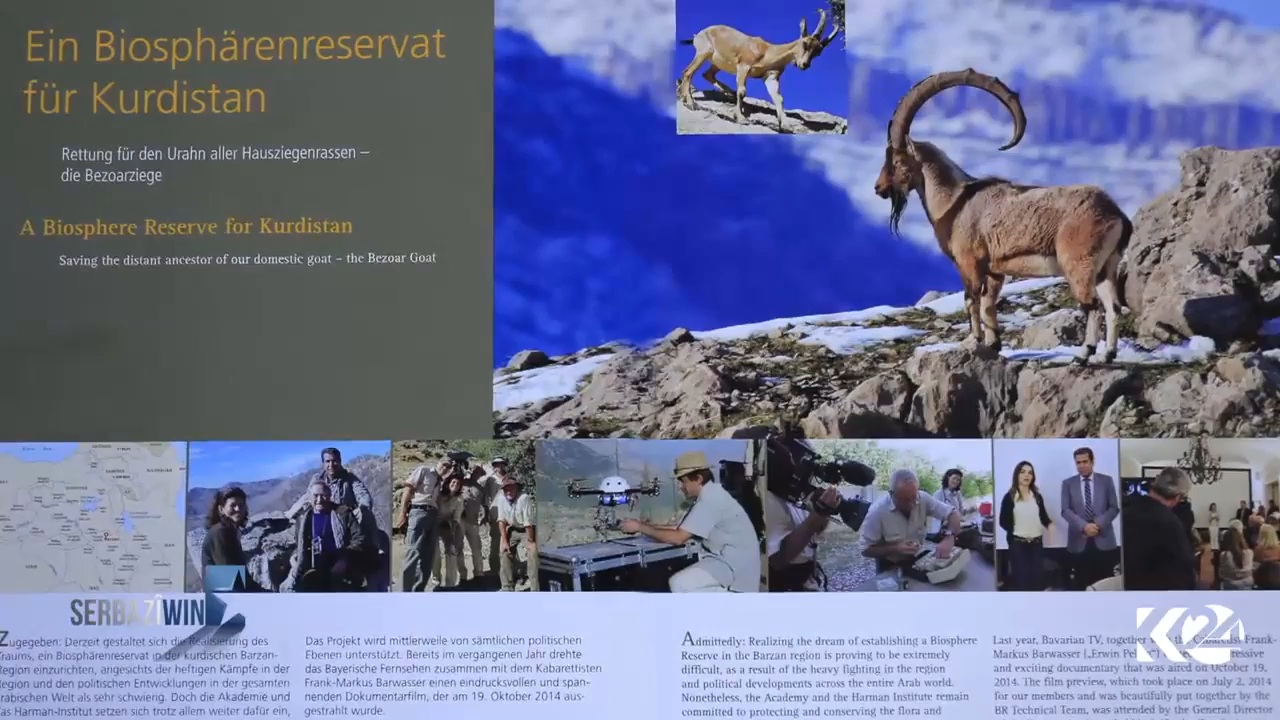 Ein Biosphärenreservat
für Kurdistan
Rettung für den Urahn aller Hausziegenrassen –
die Bezoarziege
A Biosphere Reserve for Kurdistan
Saving the distant ancestor of our domestic goat – the Bezoar Goat
SERBAZÎWIN
K24
Zugegeben: Derzeit gestaltet sich die Realisierung des
Traums, ein Biosphärenreservat in der kurdischen Barzan-
Region einzurichten, angesichts der heftigen Kämpfe in der
Region und den politischen Entwicklungen in der gesamten
arabischen Welt als sehr schwierig. Doch die Akademie und
das Harman-Institut setzen sich trotz allem weiter dafür ein,
Das Projekt wird mittlerweile von sämtlichen politischen
Ebenen unterstützt. Bereits im vergangenen Jahr drehte
das Bayerische Fernsehen zusammen mit dem Kabarettisten
Frank-Markus Barwasser einen eindrucksvollen und span-
nenden Dokumentarfilm, der am 19. Oktober 2014 aus-
gestrahlt wurde.
Admittedly: Realizing the dream of establishing a Biosphere
Reserve in the Barzan region is proving to be extremely
difficult, as a result of the heavy fighting in the region
and political developments across the entire Arab world.
Nonetheless, the Academy and the Harman Institute remain
committed to protecting and conserving the flora and
Last year, Bavarian TV, together Frank-
Markus Barwasser („Erwin
and exciting documentary that was aited on October 19,
2014. The film preview, which took place on July 2, 2014
for our members and was beautifully put together by the
BR Technical Team, was attended by the General Director